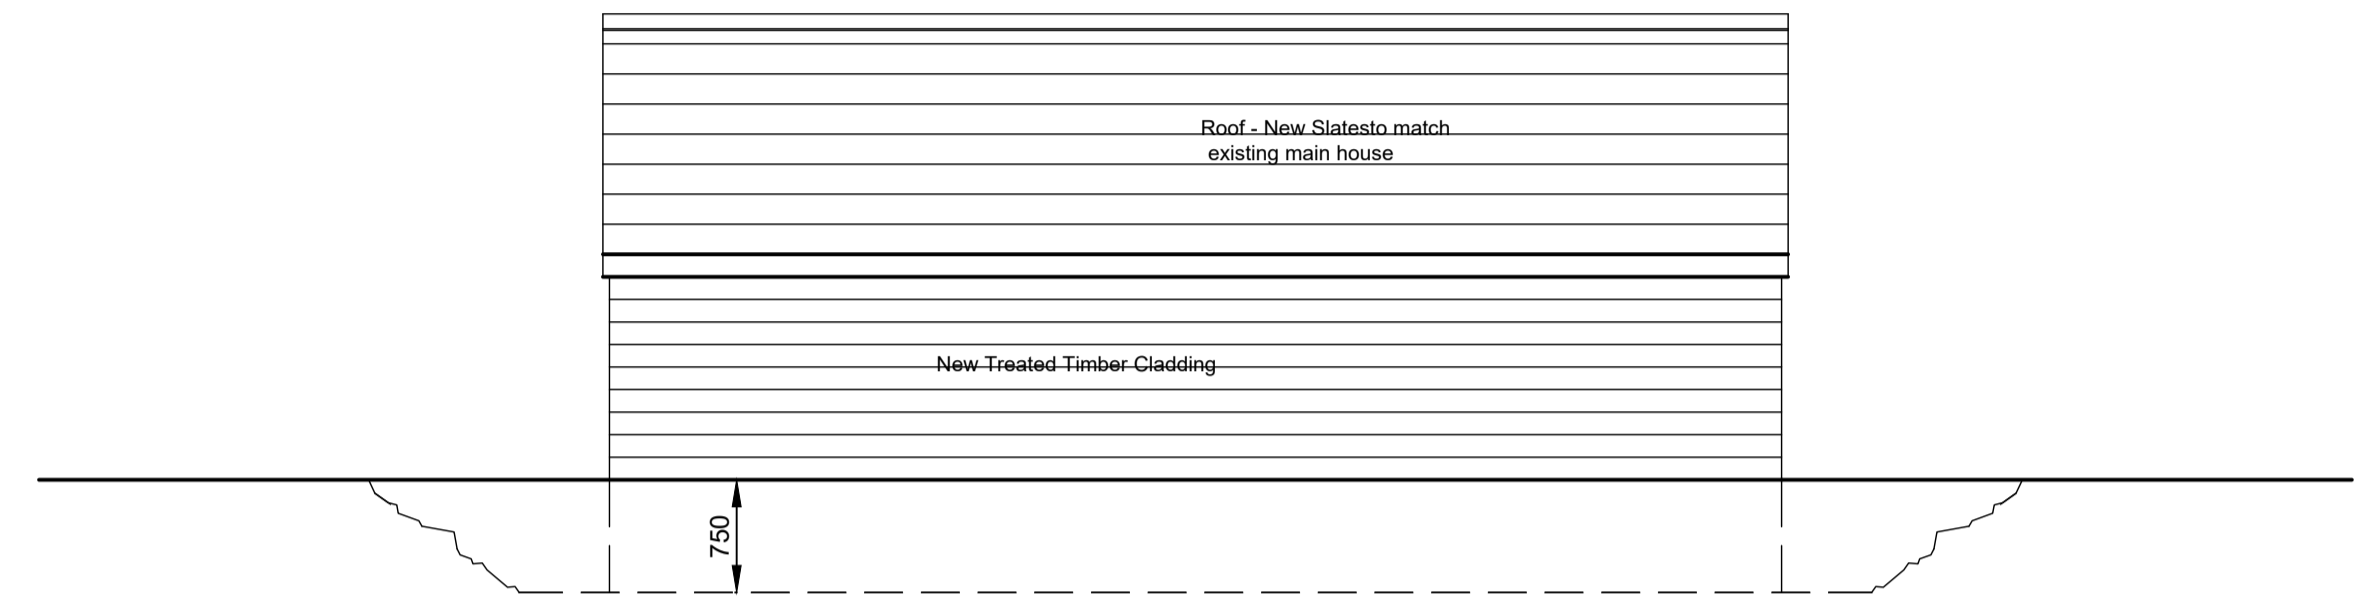 Roof - New Slatesto match
existing main house
New Treated Timber Cladding
750